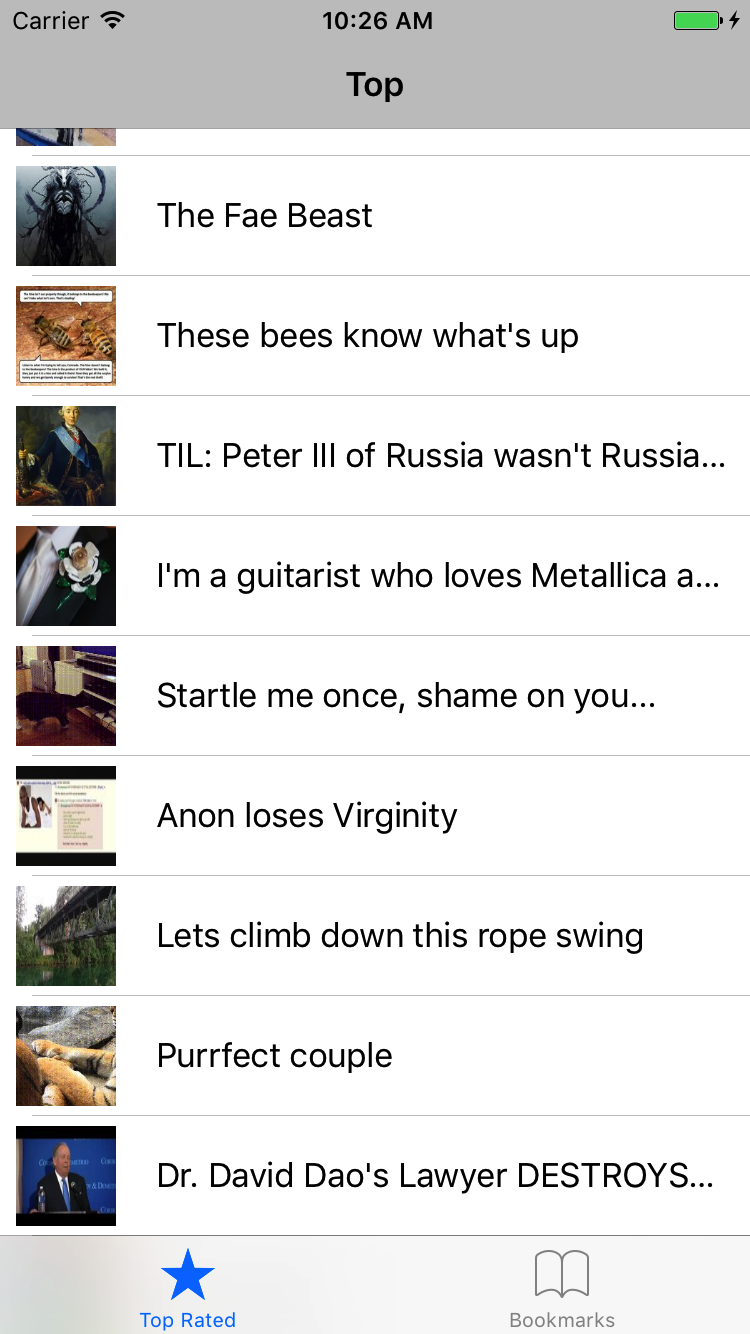 Carrier 10:26 AM
Top
The Fae Beast
These bees know what's up
TIL: Peter III of Russia wasn't Russia...
I'm a guitarist who loves Metallica a...
Startle me once, shame on you...
Anon loses Virginity
Lets climb down this rope swing
Purrfect couple
Dr. David Dao's Lawyer DESTROYS...
Top Rated
Bookmarks